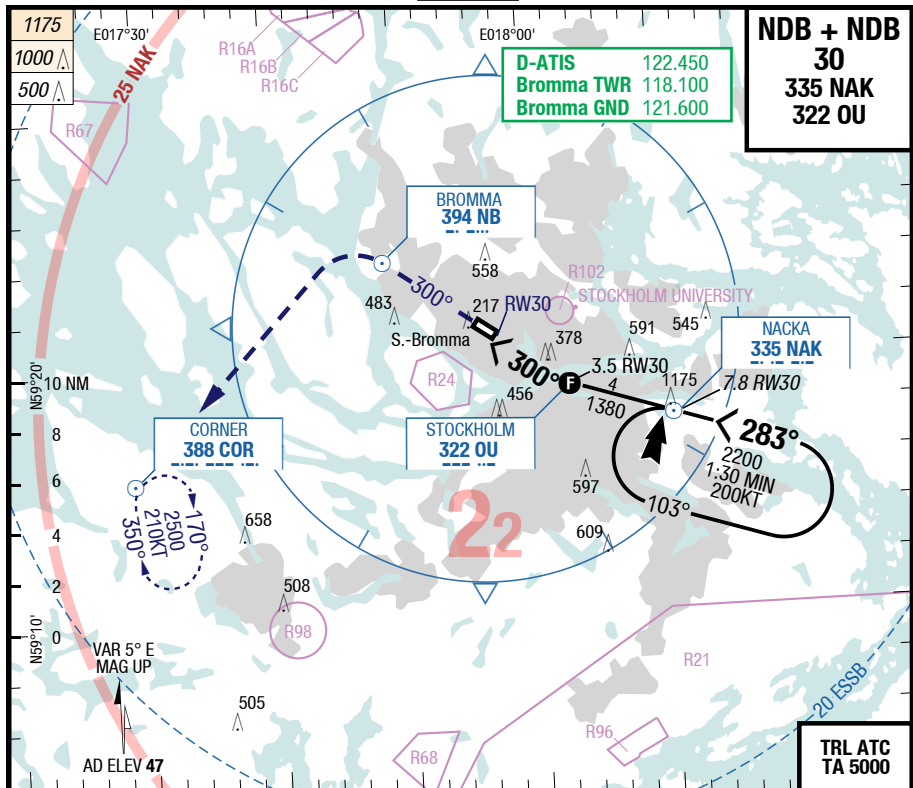 1175
1000
500
E017°30'
E018°00'
R16A
R16B
R16C
25 NAK
R67
D-ATIS 122.450
Bromma TWR 118.100
Bromma GND 121.600
NDB + NDB
30
335 NAK
322 OU
BROMMA
394 NB
558
R102
STOCKHOLM UNIVERSITY
300°
483
217
RW30
S.-Bromma
378
591
545
NACKA
335 NAK
N59°20'
10 NM
R24
300°
F
3.5 RW30
4
1380
1175
7.8 RW30
456
CORNER
388 COR
STOCKHOLM
322 OU
283°
2200
1:30 MIN
200KT
103°
8
6
4
2
0
350°
210KT
2500
170°
597
22
658
609
508
R98
N59°10'
VAR 5° E
MAG UP
R21
20 ESSB
505
R96
R68
AD ELEV 47
TRL ATC
TA 5000